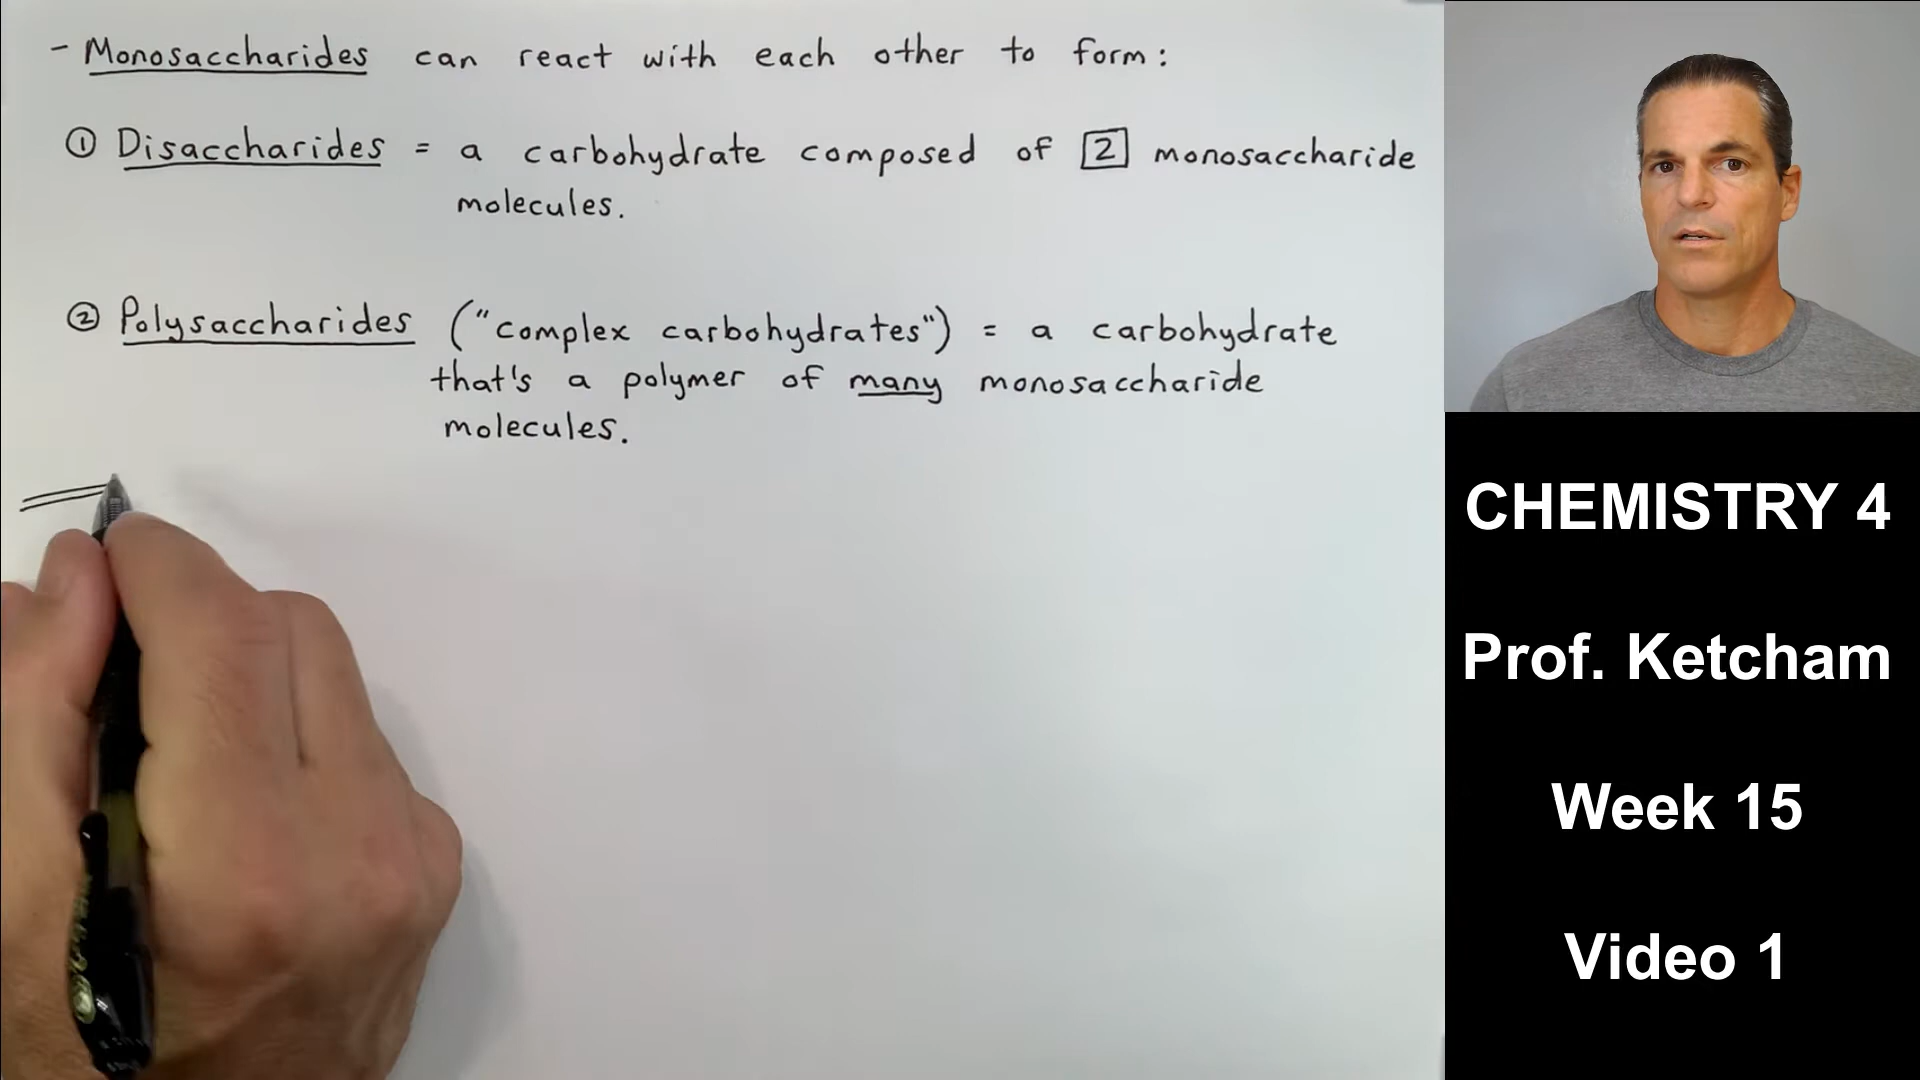 - Monosaccharides can react with each other to form:
① Disaccharides = a carbohydrate composed of 2 monosaccharide
molecules.
② Polysaccharides ("complex carbohydrates") = a carbohydrate
that's a polymer of many monosaccharide
molecules.
CHEMISTRY 4
Prof. Ketcham
Week 15
Video 1